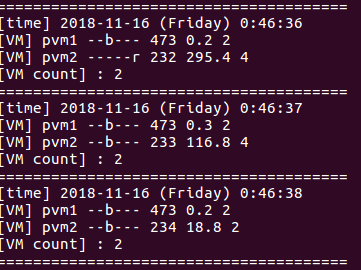 ============================================
[time] 2018-11-16 (Friday) 0:46:36
[VM] pvm1 --b--- 473 0.2 2
[VM] pvm2 -----r 232 295.4 4
[VM count] : 2
============================================
[time] 2018-11-16 (Friday) 0:46:37
[VM] pvm1 --b--- 473 0.3 2
[VM] pvm2 --b--- 233 116.8 4
[VM count] : 2
============================================
[time] 2018-11-16 (Friday) 0:46:38
[VM] pvm1 --b--- 473 0.2 2
[VM] pvm2 --b--- 234 18.8 2
[VM count] : 2
============================================